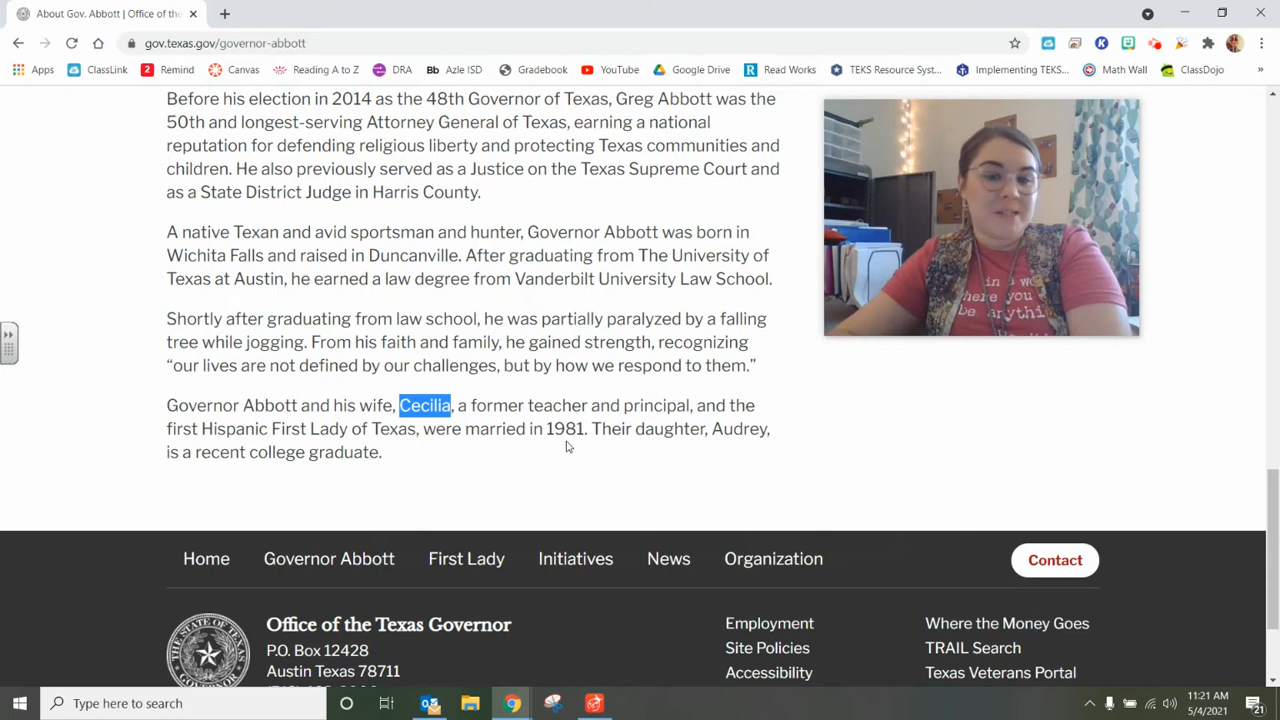 About Gov. Abbott | Office of the
gov.texas.gov/governor-abbott
Apps ClassLink Remind Canvas Reading A to Z DRA Bb Azle ISD Gradebook YouTube Google Drive Read Works TEKS Resource Sys... Implementing TEKS... Math Wall ClassDojo »
Before his election in 2014 as the 48th Governor of Texas, Greg Abbott was the
50th and longest-serving Attorney General of Texas, earning a national
reputation for defending religious liberty and protecting Texas communities and
children. He also previously served as a Justice on the Texas Supreme Court and
as a State District Judge in Harris County.
A native Texan and avid sportsman and hunter, Governor Abbott was born in
Wichita Falls and raised in Duncanville. After graduating from The University of
Texas at Austin, he earned a law degree from Vanderbilt University Law School.
Shortly after graduating from law school, he was partially paralyzed by a falling
tree while jogging. From his faith and family, he gained strength, recognizing
“our lives are not defined by our challenges, but by how we respond to them.”
Governor Abbott and his wife, Cecilia, a former teacher and principal, and the
first Hispanic First Lady of Texas, were married in 1981. Their daughter, Audrey,
is a recent college graduate.
in a wo
here you
be anythi
Home Governor Abbott First Lady Initiatives News Organization Contact
Office of the Texas Governor
P.O. Box 12428
Austin Texas 78711
Employment
Site Policies
Accessibility
Where the Money Goes
TRAIL Search
Texas Veterans Portal
Type here to search
11:21 AM
5/4/2021
21